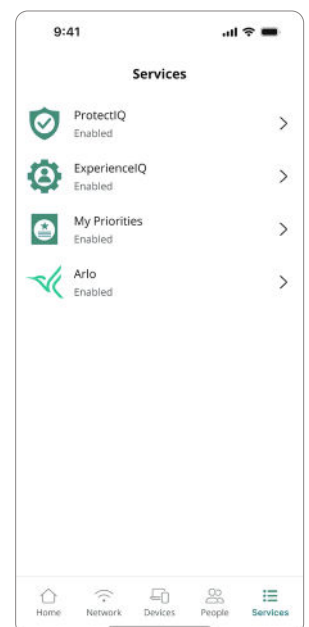 9:41
Services
ProtectIQ
Enabled
ExperienceIQ
Enabled
My Priorities
Enabled
Arlo
Enabled
Home Network Devices People Services